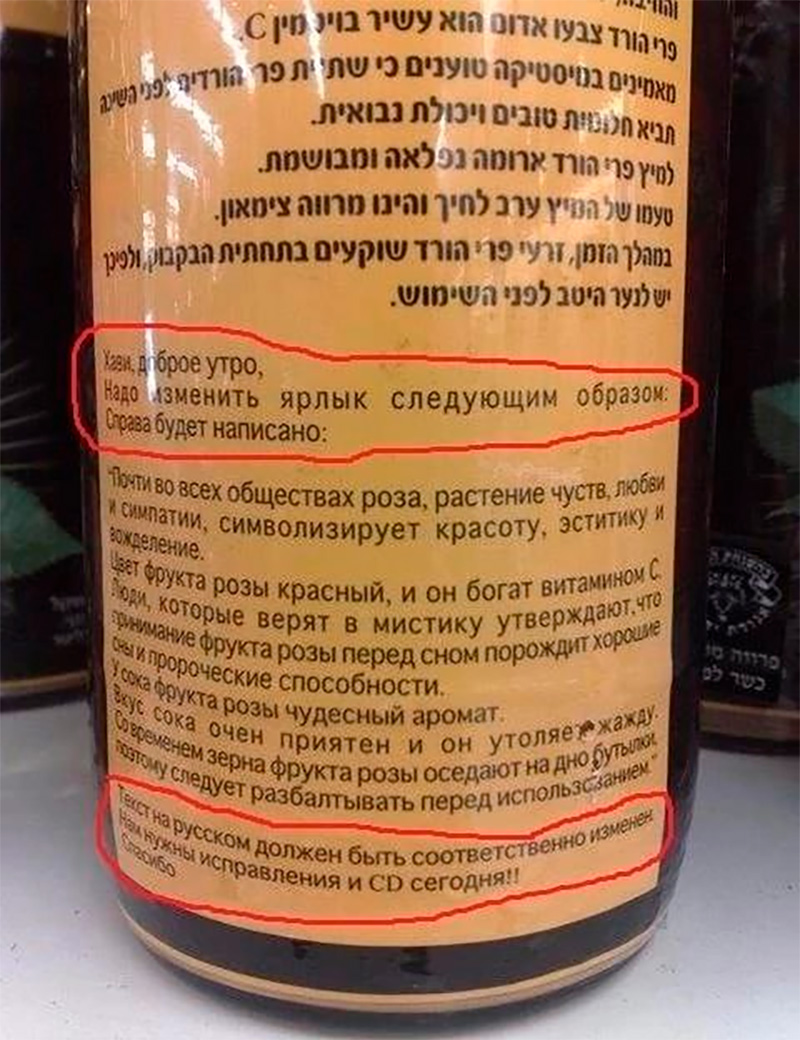 פרי הורד צבעו אדום הוא עשיר בויטמין C.
מאמינים במיסטיקה טוענים כי שתיית פרי הורדים לפני השינה
תביא חלומות טובים ויכולת נבואית.
למיץ פרי הורד ארומה נפלאה ומבושמת.
טעמו של המיץ ערב לחיך והינו מרווה צימאון.
במהלך הזמן, זרעי פרי הורד שוקעים בתחתית הבקבוק, ולפיכך
יש לנער היטב לפני השימוש.
Хави, доброе утро,
Надо изменить ярлык следующим образом:
Справа будет написано:
"Почти во всех обществах роза, растение чуств, любви
и симпатии, символизирует красоту, эститику и
вожделение.
Цвет фрукта розы красный, и он богат витамином С.
Люди, которые верят в мистику утверждают,что
принимание фрукта розы перед сном порождит хорошие
сны и пророческие способности.
У сока фрукта розы чудесный аромат.
Вкус сока очен приятен и он утоляет жажду.
Со временем зерна фрукта розы оседают на дно бутылки,
поэтому следует разбалтывать перед использованием."
Текст на русском должен быть соответственно изменен.
Нам нужны исправления и CD сегодня!!
Спасибо
פרווה
כשר